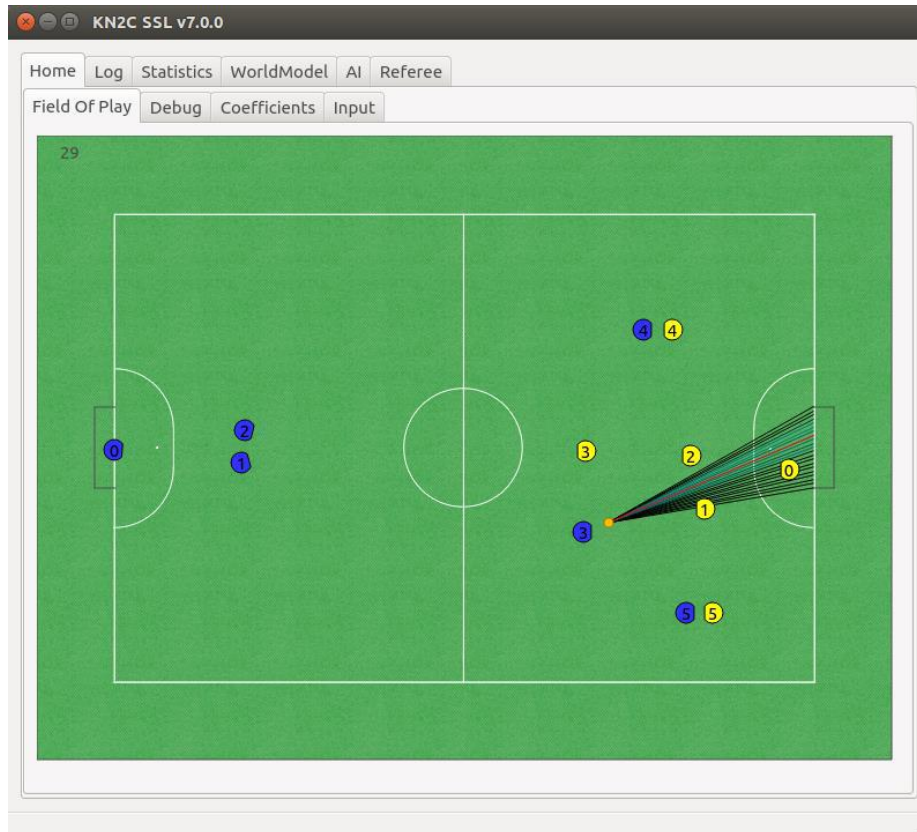 KN2C SSL v7.0.0
Home Log Statistics WorldModel AI Referee
Field Of Play Debug Coefficients Input
29
4 4
2
3 2
0 1 0
1
3
5 5